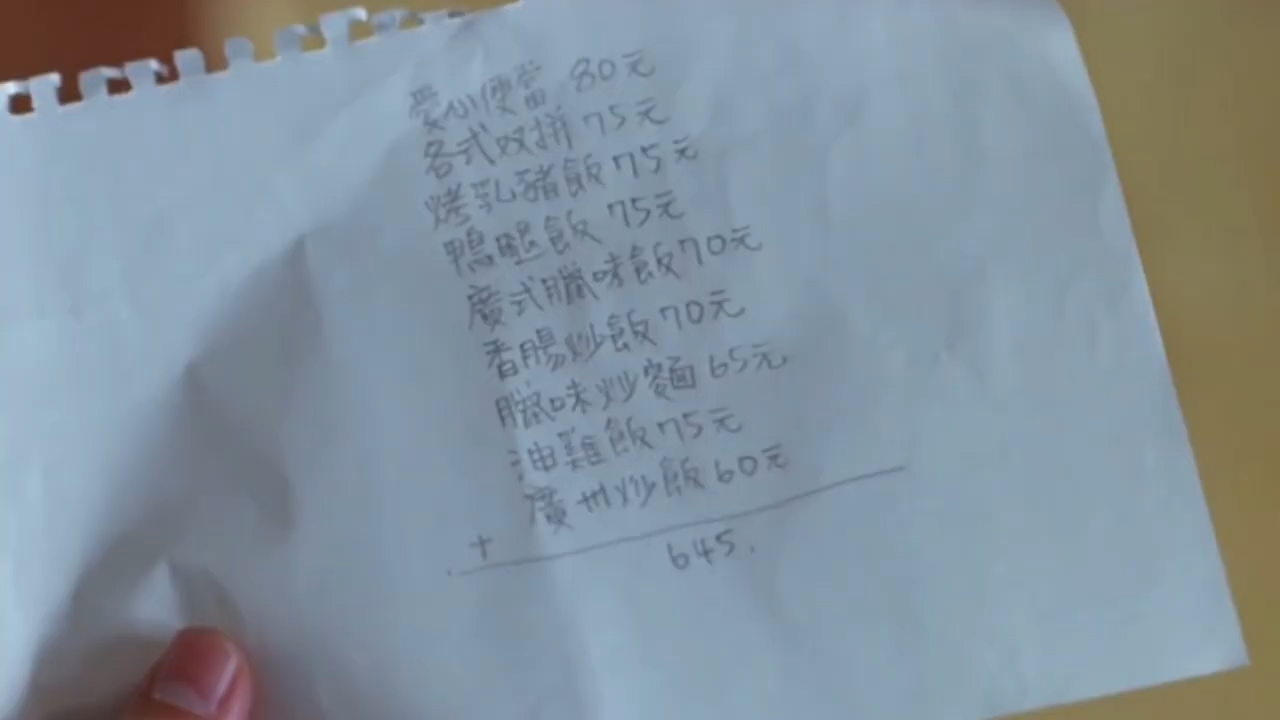 愛心便當 80元
各式双拼 75元
烤乳豬飯 75元
鴨腿飯 75元
廣式臘味飯 70元
香腸炒飯 70元
臘味炒麵 65元
油雞飯 75元
廣州炒飯 60元
+
645.